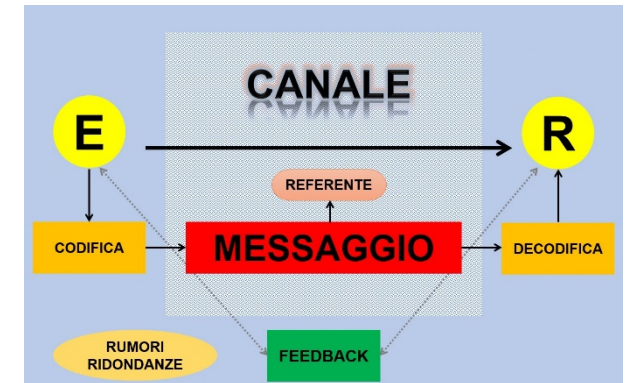 CANALE
E
R
REFERENTE
CODIFICA
MESSAGGIO
DECODIFICA
RUMORI
RIDONDANZE
FEEDBACK